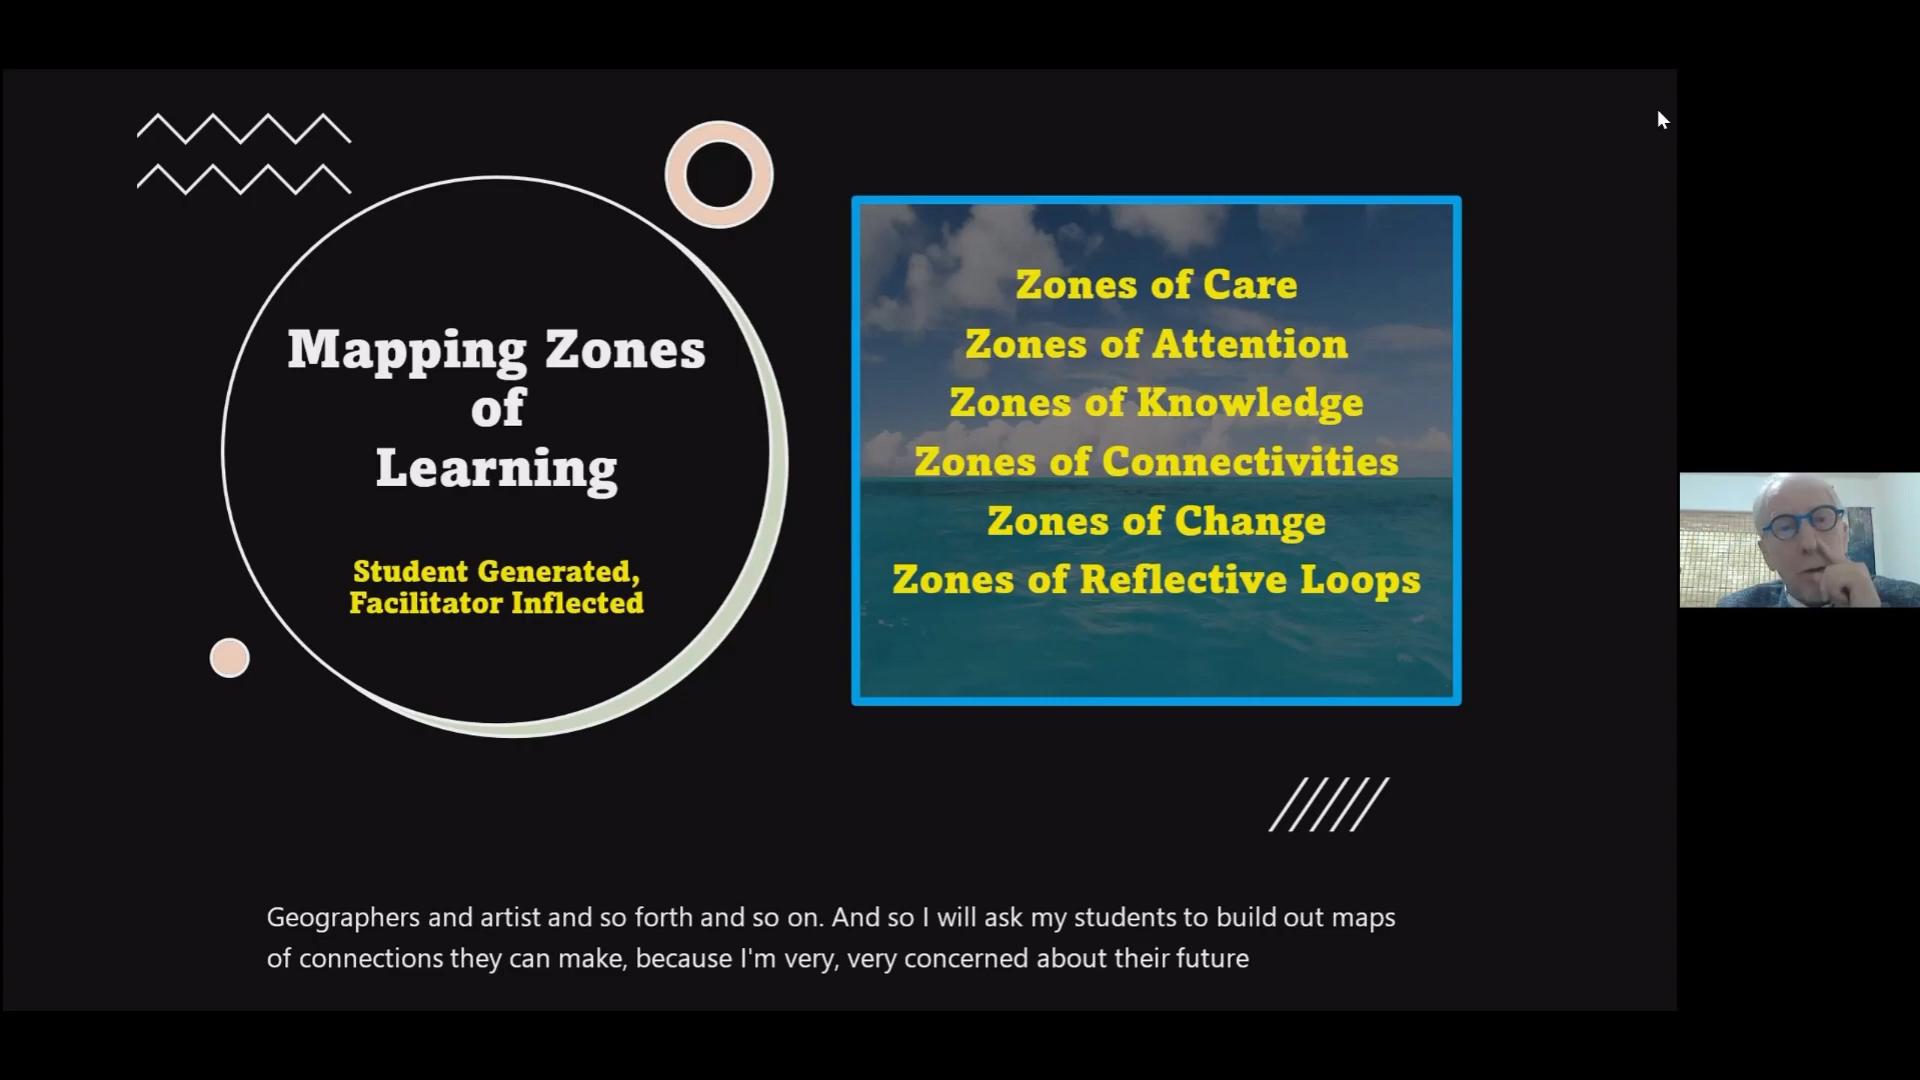 Mapping Zones
of
Learning
Student Generated,
Facilitator Inflected
Zones of Care
Zones of Attention
Zones of Knowledge
Zones of Connectivities
Zones of Change
Zones of Reflective Loops
Geographers and artist and so forth and so on. And so I will ask my students to build out maps
of connections they can make, because I'm very, very concerned about their future